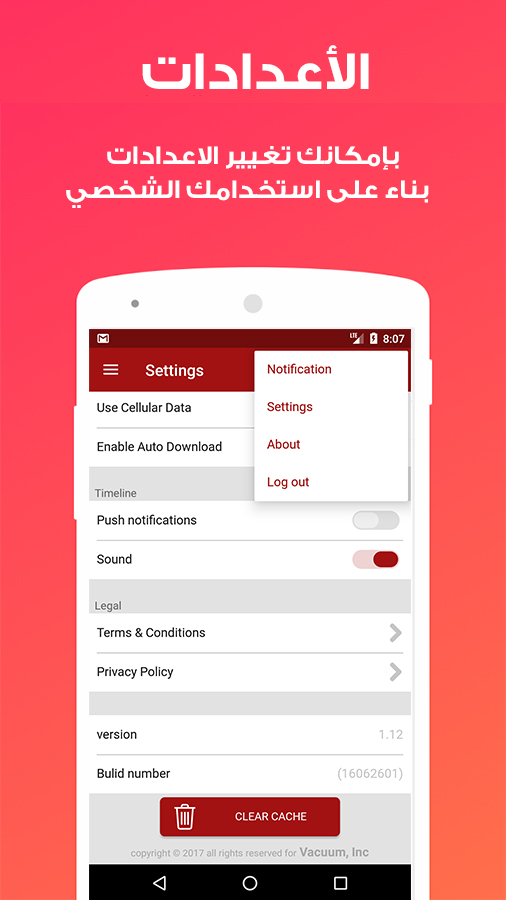 الأعدادات
بإمكانك تغيير الاعدادات
بناء على استخدامك الشخصي
LTE 8:07
Settings
Notification
Settings
About
Log out
Use Cellular Data
Enable Auto Download
Timeline
Push notifications
Sound
Legal
Terms & Conditions
Privacy Policy
version 1.12
Bulid number (16062601)
CLEAR CACHE
copyright © 2017 all rights reserved for Vacuum, Inc